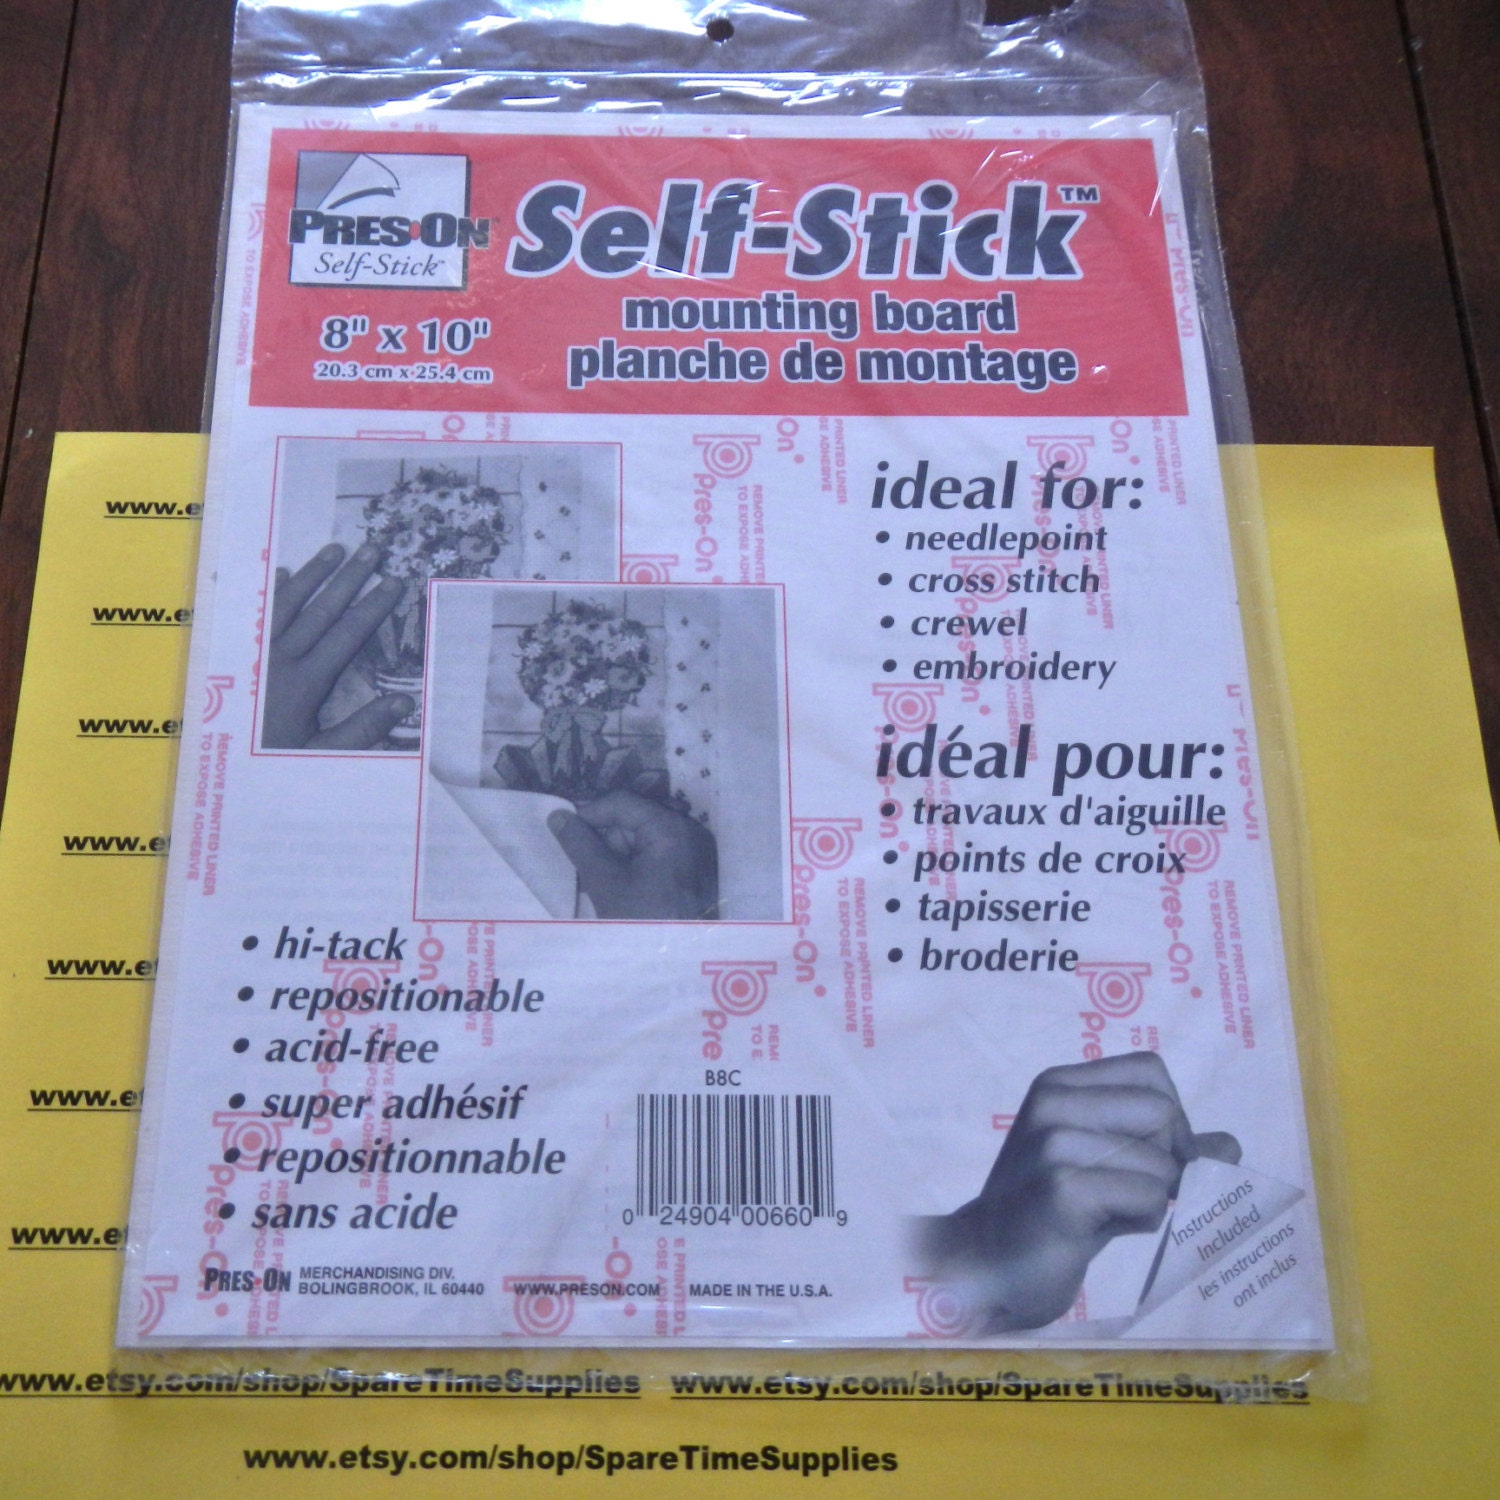 PRES-ON
Self-Stick™
8" x 10"
20.3 cm x 25.4 cm
Self-Stick™
mounting board
planche de montage
ideal for:
• needlepoint
• cross stitch
• crewel
• embroidery
idéal pour:
• travaux d'aiguille
• points de croix
• tapisserie
• broderie
• hi-tack
• repositionable
• acid-free
• super adhésif
• repositionnable
• sans acide
B8C
0 24904 00660 9
Instructions
Included
les instructions
ont inclus
PRES-ON MERCHANDISING DIV.
BOLINGBROOK, IL 60440
WWW.PRESON.COM
MADE IN THE U.S.A.
pres-On®
REMOVE PRINTED LINER
TO EXPOSE ADHESIVE
www.etsy.com/shop/SpareTimeSupplies www.etsy.com/shop/SpareTimeSupplies
www.etsy.com/shop/SpareTimeSupplies